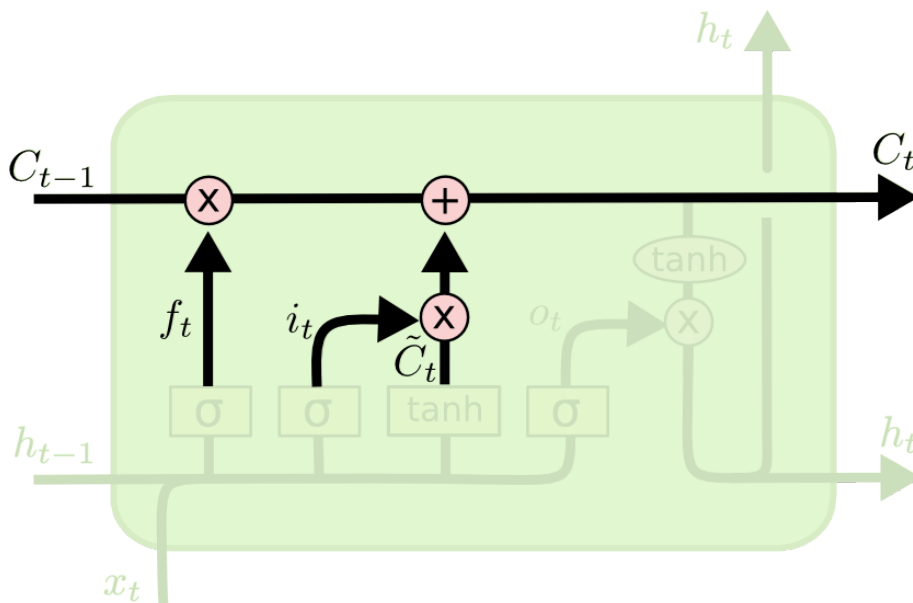 h_t
C_{t-1}
C_t
x
+
tanh
f_t
i_t
x
o_t
x
C̃_t
σ
σ
tanh
σ
h_{t-1}
h_t
x_t